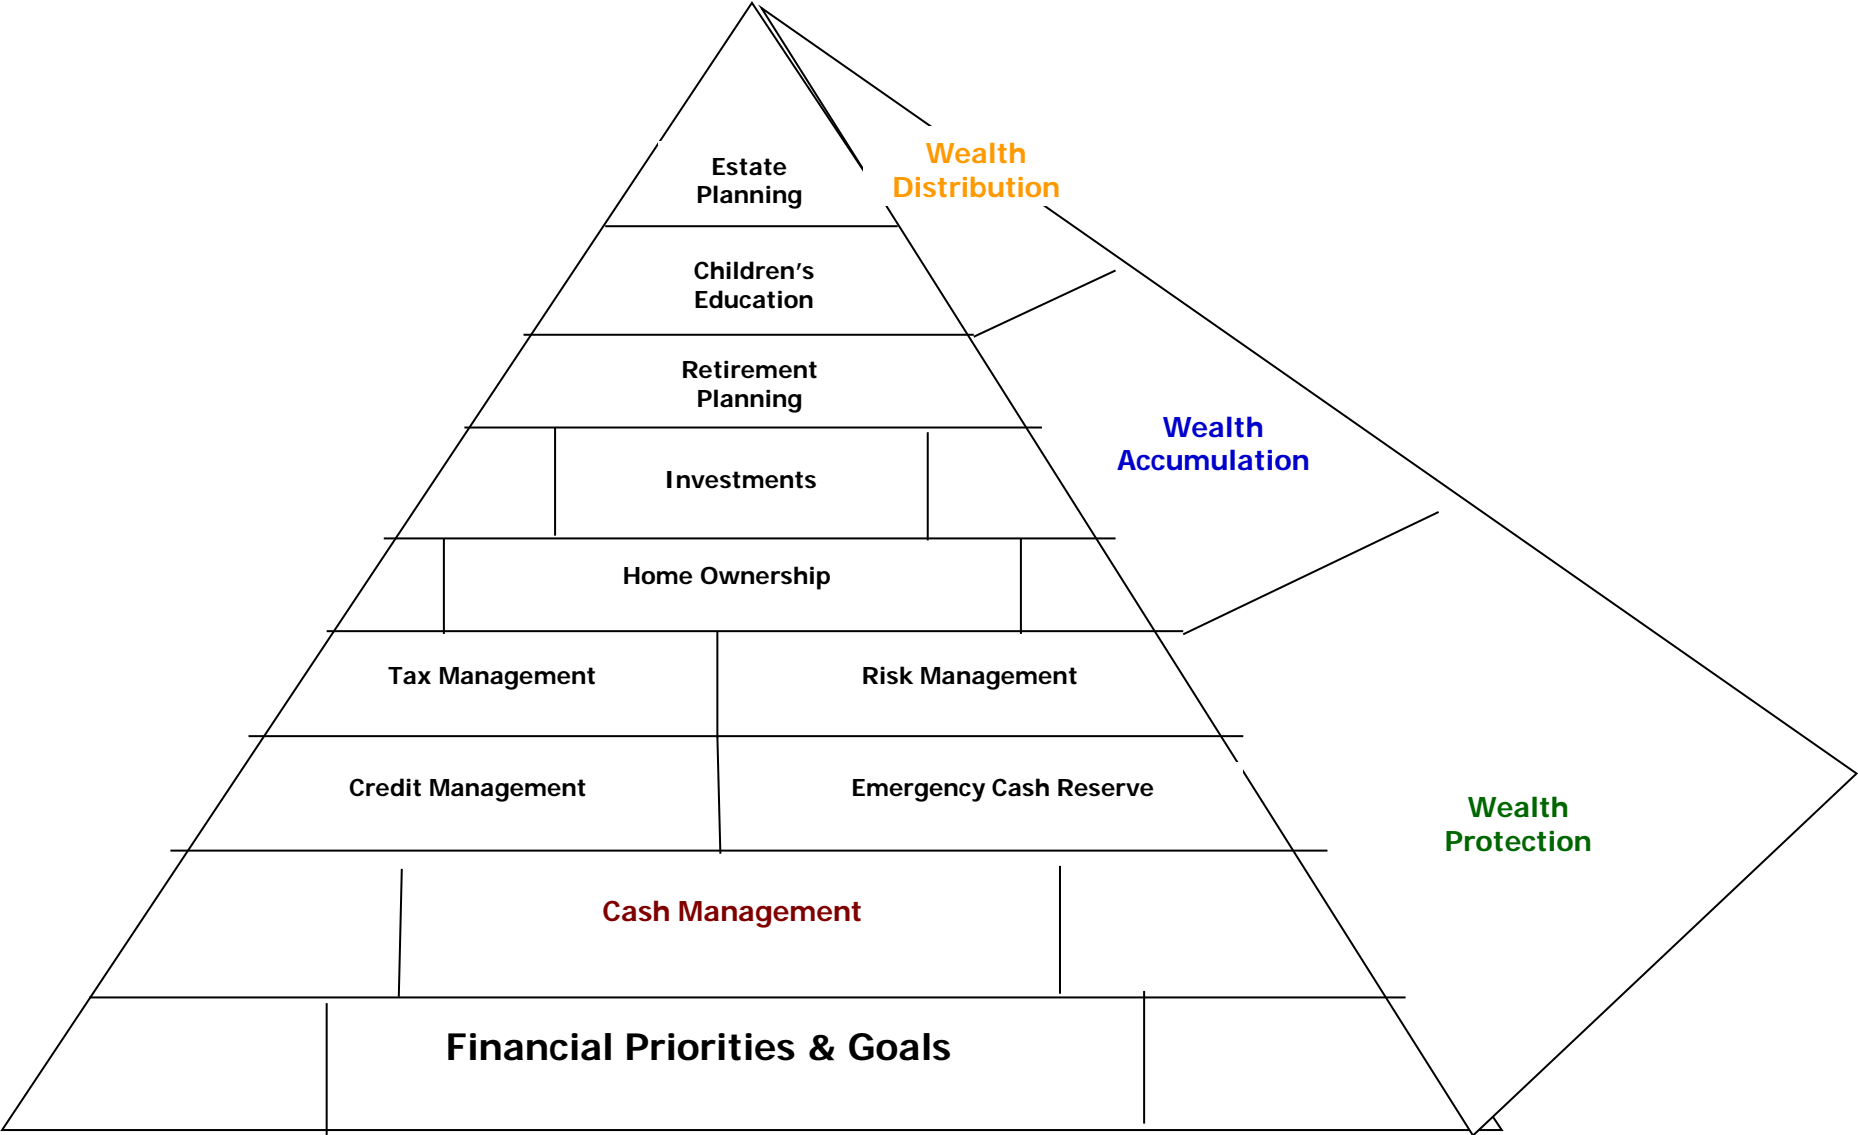 Estate
Planning
Wealth
Distribution
Children’s
Education
Retirement
Planning
Wealth
Accumulation
Investments
Home Ownership
Tax Management
Risk Management
Credit Management
Emergency Cash Reserve
Wealth
Protection
Cash Management
Financial Priorities & Goals